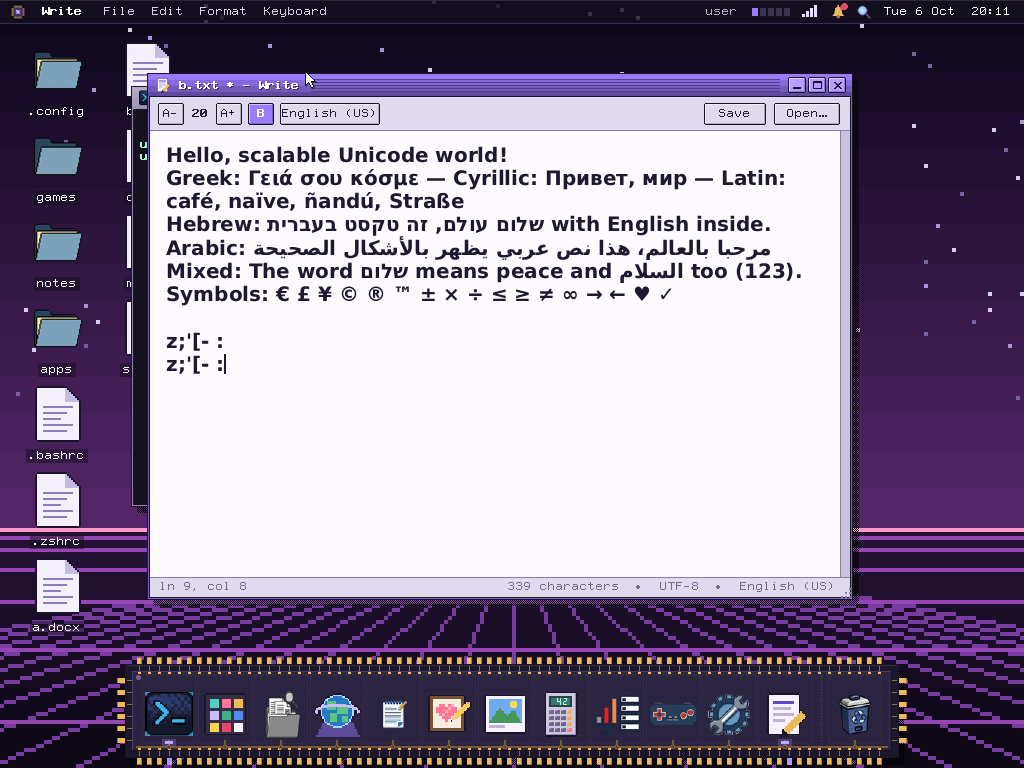 Write File Edit Format Keyboard user Tue 6 Oct 20:11
b.txt * - Write
A- 20 A+ B English (US) Save Open…
Hello, scalable Unicode world!
Greek: Γειά σου κόσμε — Cyrillic: Привет, мир — Latin:
café, naïve, ñandú, Straße
Hebrew: שלום עולם, זה טקסט בעברית with English inside.
Arabic: مرحبا بالعالم، هذا نص عربي يظهر بالأشكال الصحيحة
Mixed: The word שלום means peace and السلام too (123).
Symbols: € £ ¥ © ® ™ ± × ÷ ≤ ≥ ≠ ∞ → ← ♥ ✓
z;'[- :
z;'[- :
ln 9, col 8 339 characters • UTF-8 • English (US)
.config
games
notes
apps
.bashrc
.zshrc
a.docx
42